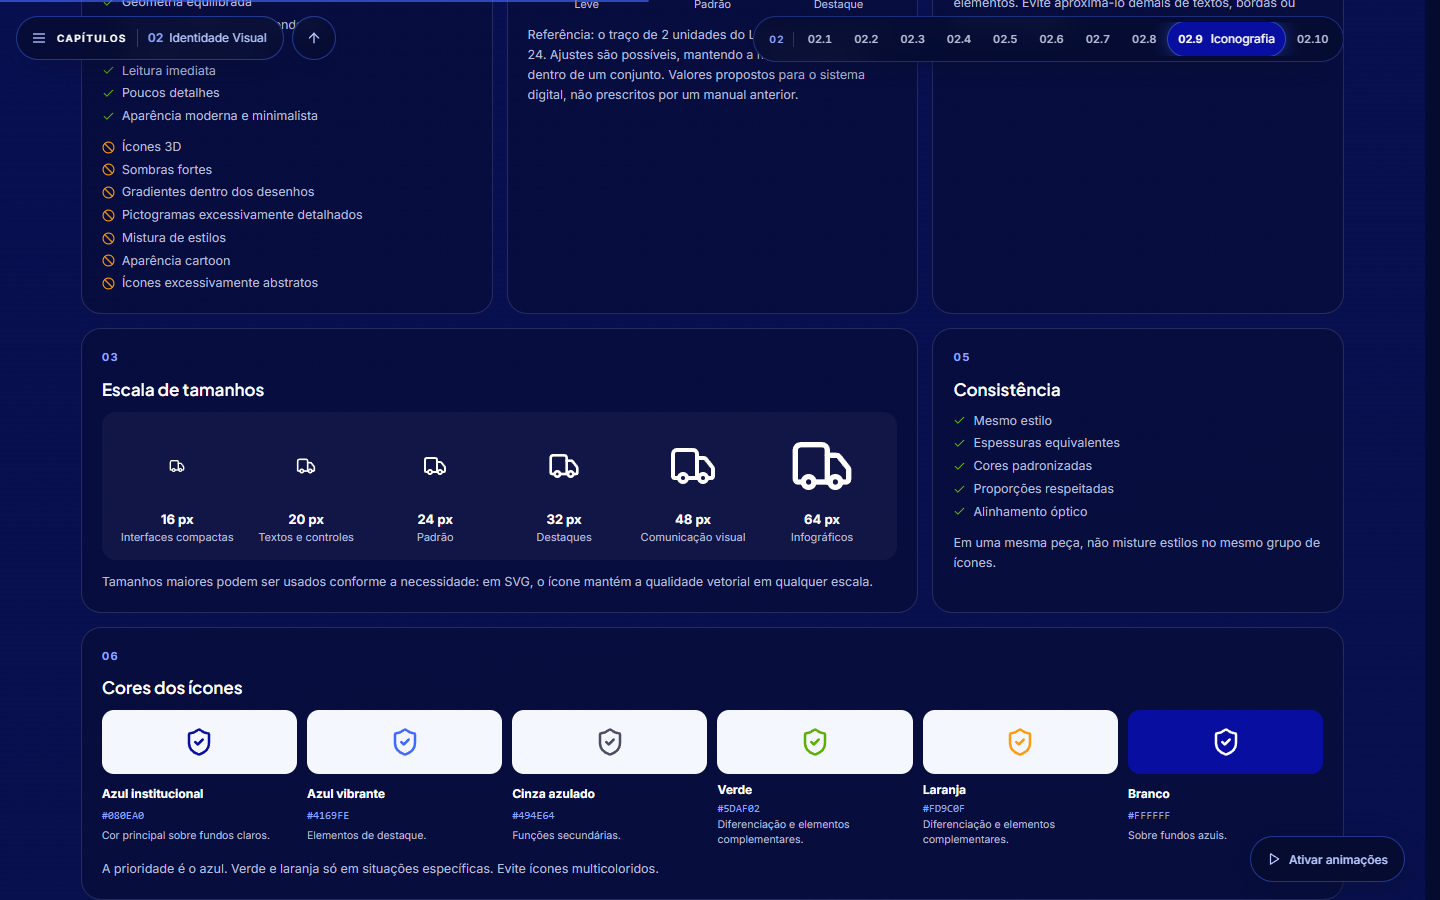 Geometria equilibrada
Leve
Padrão
Destaque
elementos. Evite aproximá-lo demais de textos, bordas ou
CAPÍTULOS
02 Identidade Visual
02
02.1
02.2
02.3
02.4
02.5
02.6
02.7
02.8
02.9 Iconografia
02.10
Leitura imediata
Poucos detalhes
Aparência moderna e minimalista
Ícones 3D
Sombras fortes
Gradientes dentro dos desenhos
Pictogramas excessivamente detalhados
Mistura de estilos
Aparência cartoon
Ícones excessivamente abstratos
Referência: o traço de 2 unidades do
24. Ajustes são possíveis, mantendo a
dentro de um conjunto. Valores propostos para o sistema
digital, não prescritos por um manual anterior.
03
Escala de tamanhos
16 px
Interfaces compactas
20 px
Textos e controles
24 px
Padrão
32 px
Destaques
48 px
Comunicação visual
64 px
Infográficos
Tamanhos maiores podem ser usados conforme a necessidade: em SVG, o ícone mantém a qualidade vetorial em qualquer escala.
05
Consistência
Mesmo estilo
Espessuras equivalentes
Cores padronizadas
Proporções respeitadas
Alinhamento óptico
Em uma mesma peça, não misture estilos no mesmo grupo de
ícones.
06
Cores dos ícones
Azul institucional
#080EA0
Cor principal sobre fundos claros.
Azul vibrante
#4169FE
Elementos de destaque.
Cinza azulado
#494E64
Funções secundárias.
Verde
#5DAF02
Diferenciação e elementos
complementares.
Laranja
#FD9C0F
Diferenciação e elementos
complementares.
Branco
#FFFFFF
Sobre fundos azuis.
A prioridade é o azul. Verde e laranja só em situações específicas. Evite ícones multicoloridos.
Ativar animações